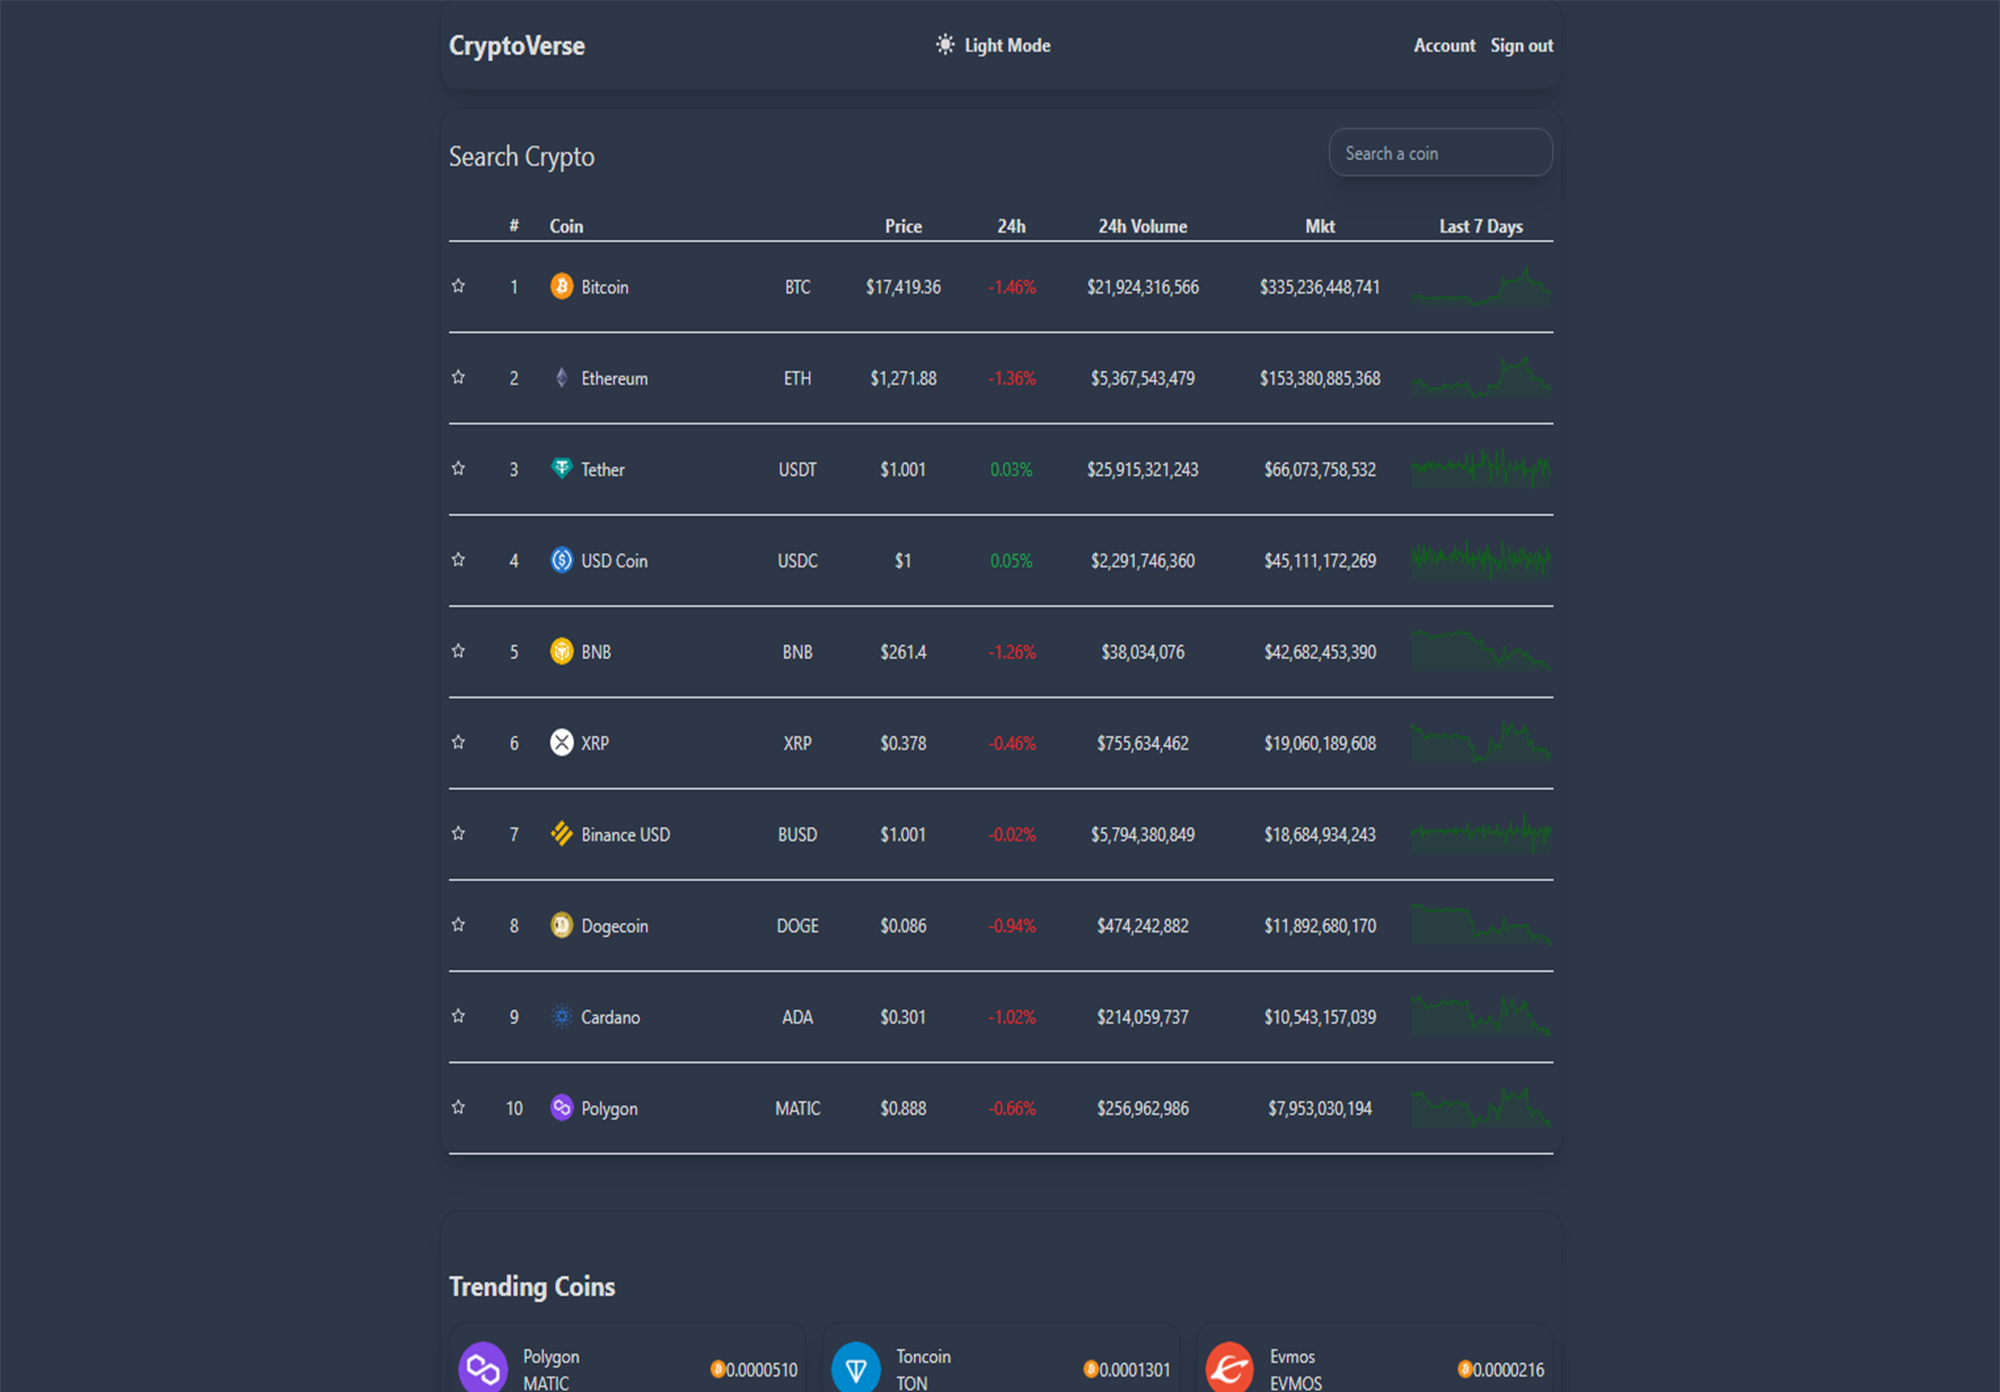 CryptoVerse Light Mode Account Sign out
Search Crypto Search a coin
# Coin Price 24h 24h Volume Mkt Last 7 Days
1 Bitcoin BTC $17,419.36 -1.46% $21,924,316,566 $335,236,448,741
2 Ethereum ETH $1,271.88 -1.36% $5,367,543,479 $153,380,885,368
3 Tether USDT $1.001 0.03% $25,915,321,243 $66,073,758,532
4 USD Coin USDC $1 0.05% $2,291,746,360 $45,111,172,269
5 BNB BNB $261.4 -1.26% $38,034,076 $42,682,453,390
6 XRP XRP $0.378 -0.46% $755,634,462 $19,060,189,608
7 Binance USD BUSD $1.001 -0.02% $5,794,380,849 $18,684,934,243
8 Dogecoin DOGE $0.086 -0.94% $474,242,882 $11,892,680,170
9 Cardano ADA $0.301 -1.02% $214,059,737 $10,543,157,039
10 Polygon MATIC $0.888 -0.66% $256,962,986 $7,953,030,194
Trending Coins
Polygon
MATIC
0.0000510
Toncoin
TON
0.0001301
Evmos
EVMOS
0.0000216